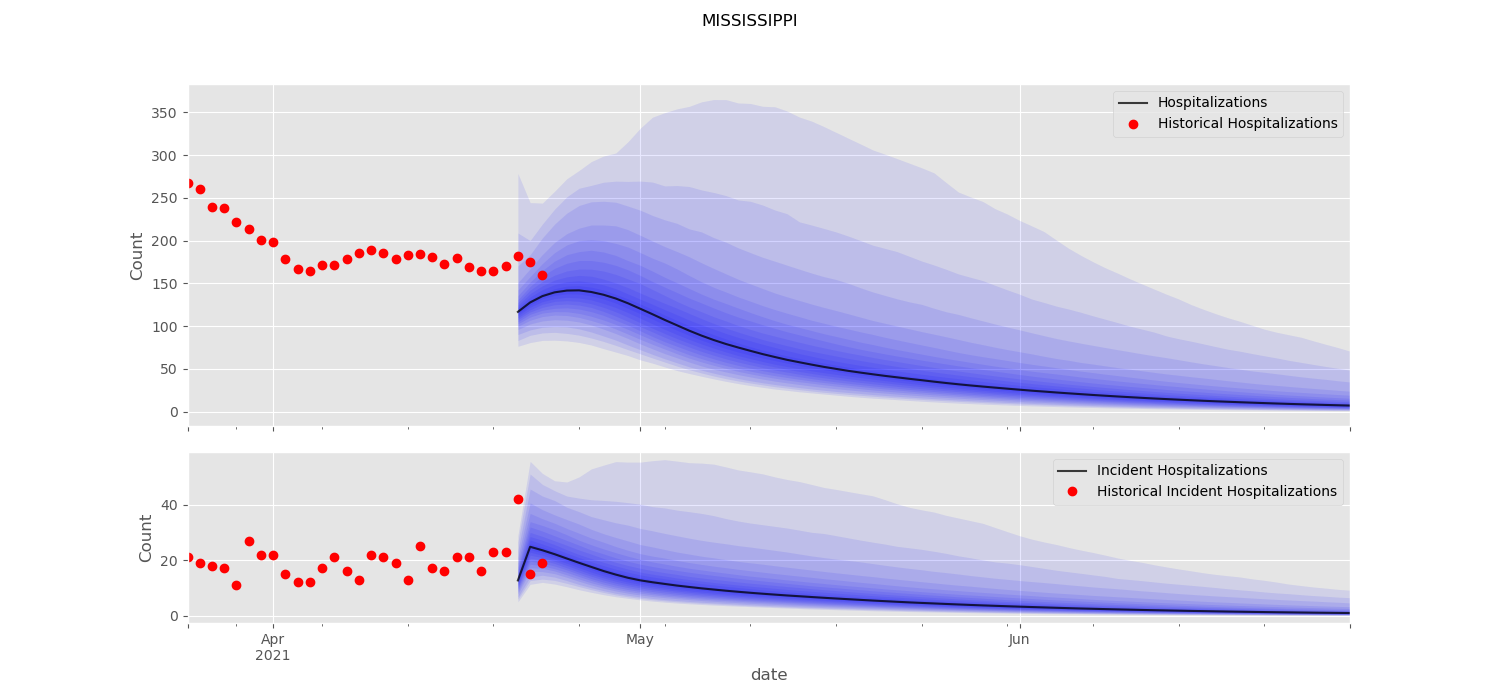 MISSISSIPPI
Count
350
300
250
200
150
100
50
0
Hospitalizations
Historical Hospitalizations
Count
40
20
0
Incident Hospitalizations
Historical Incident Hospitalizations
Apr
2021
May
Jun
date